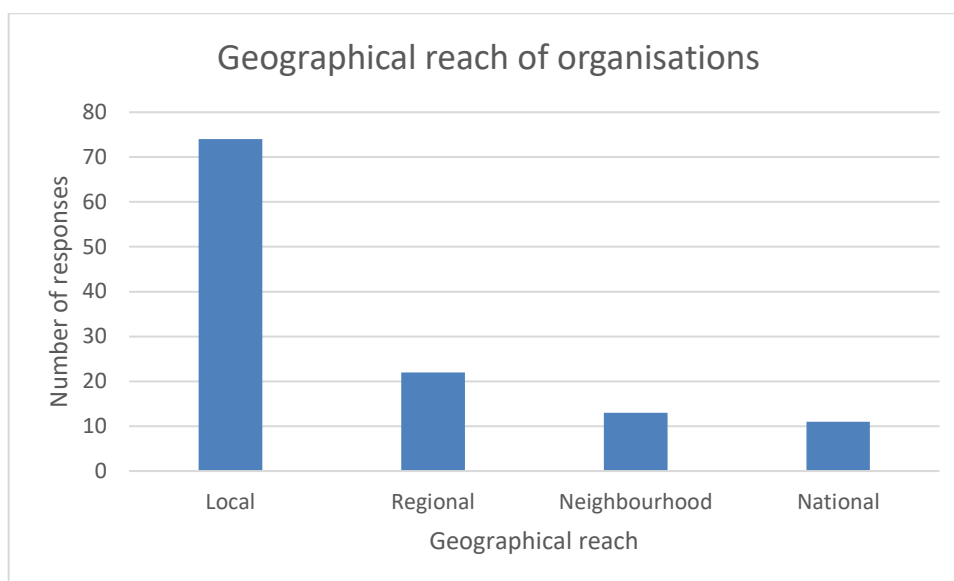 Geographical reach of organisations
Number of responses
80
70
60
50
40
30
20
10
0
Local Regional Neighbourhood National
Geographical reach